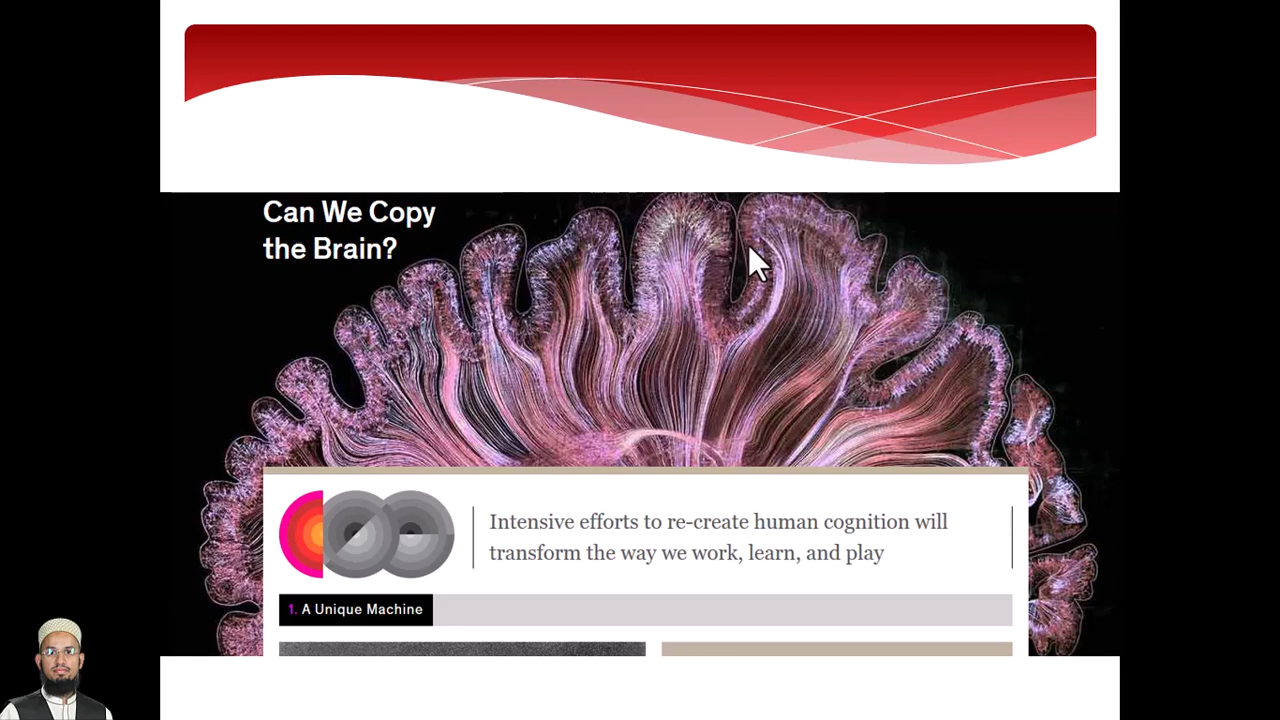 Can We Copy
the Brain?
Intensive efforts to re-create human cognition will
transform the way we work, learn, and play
1. A Unique Machine